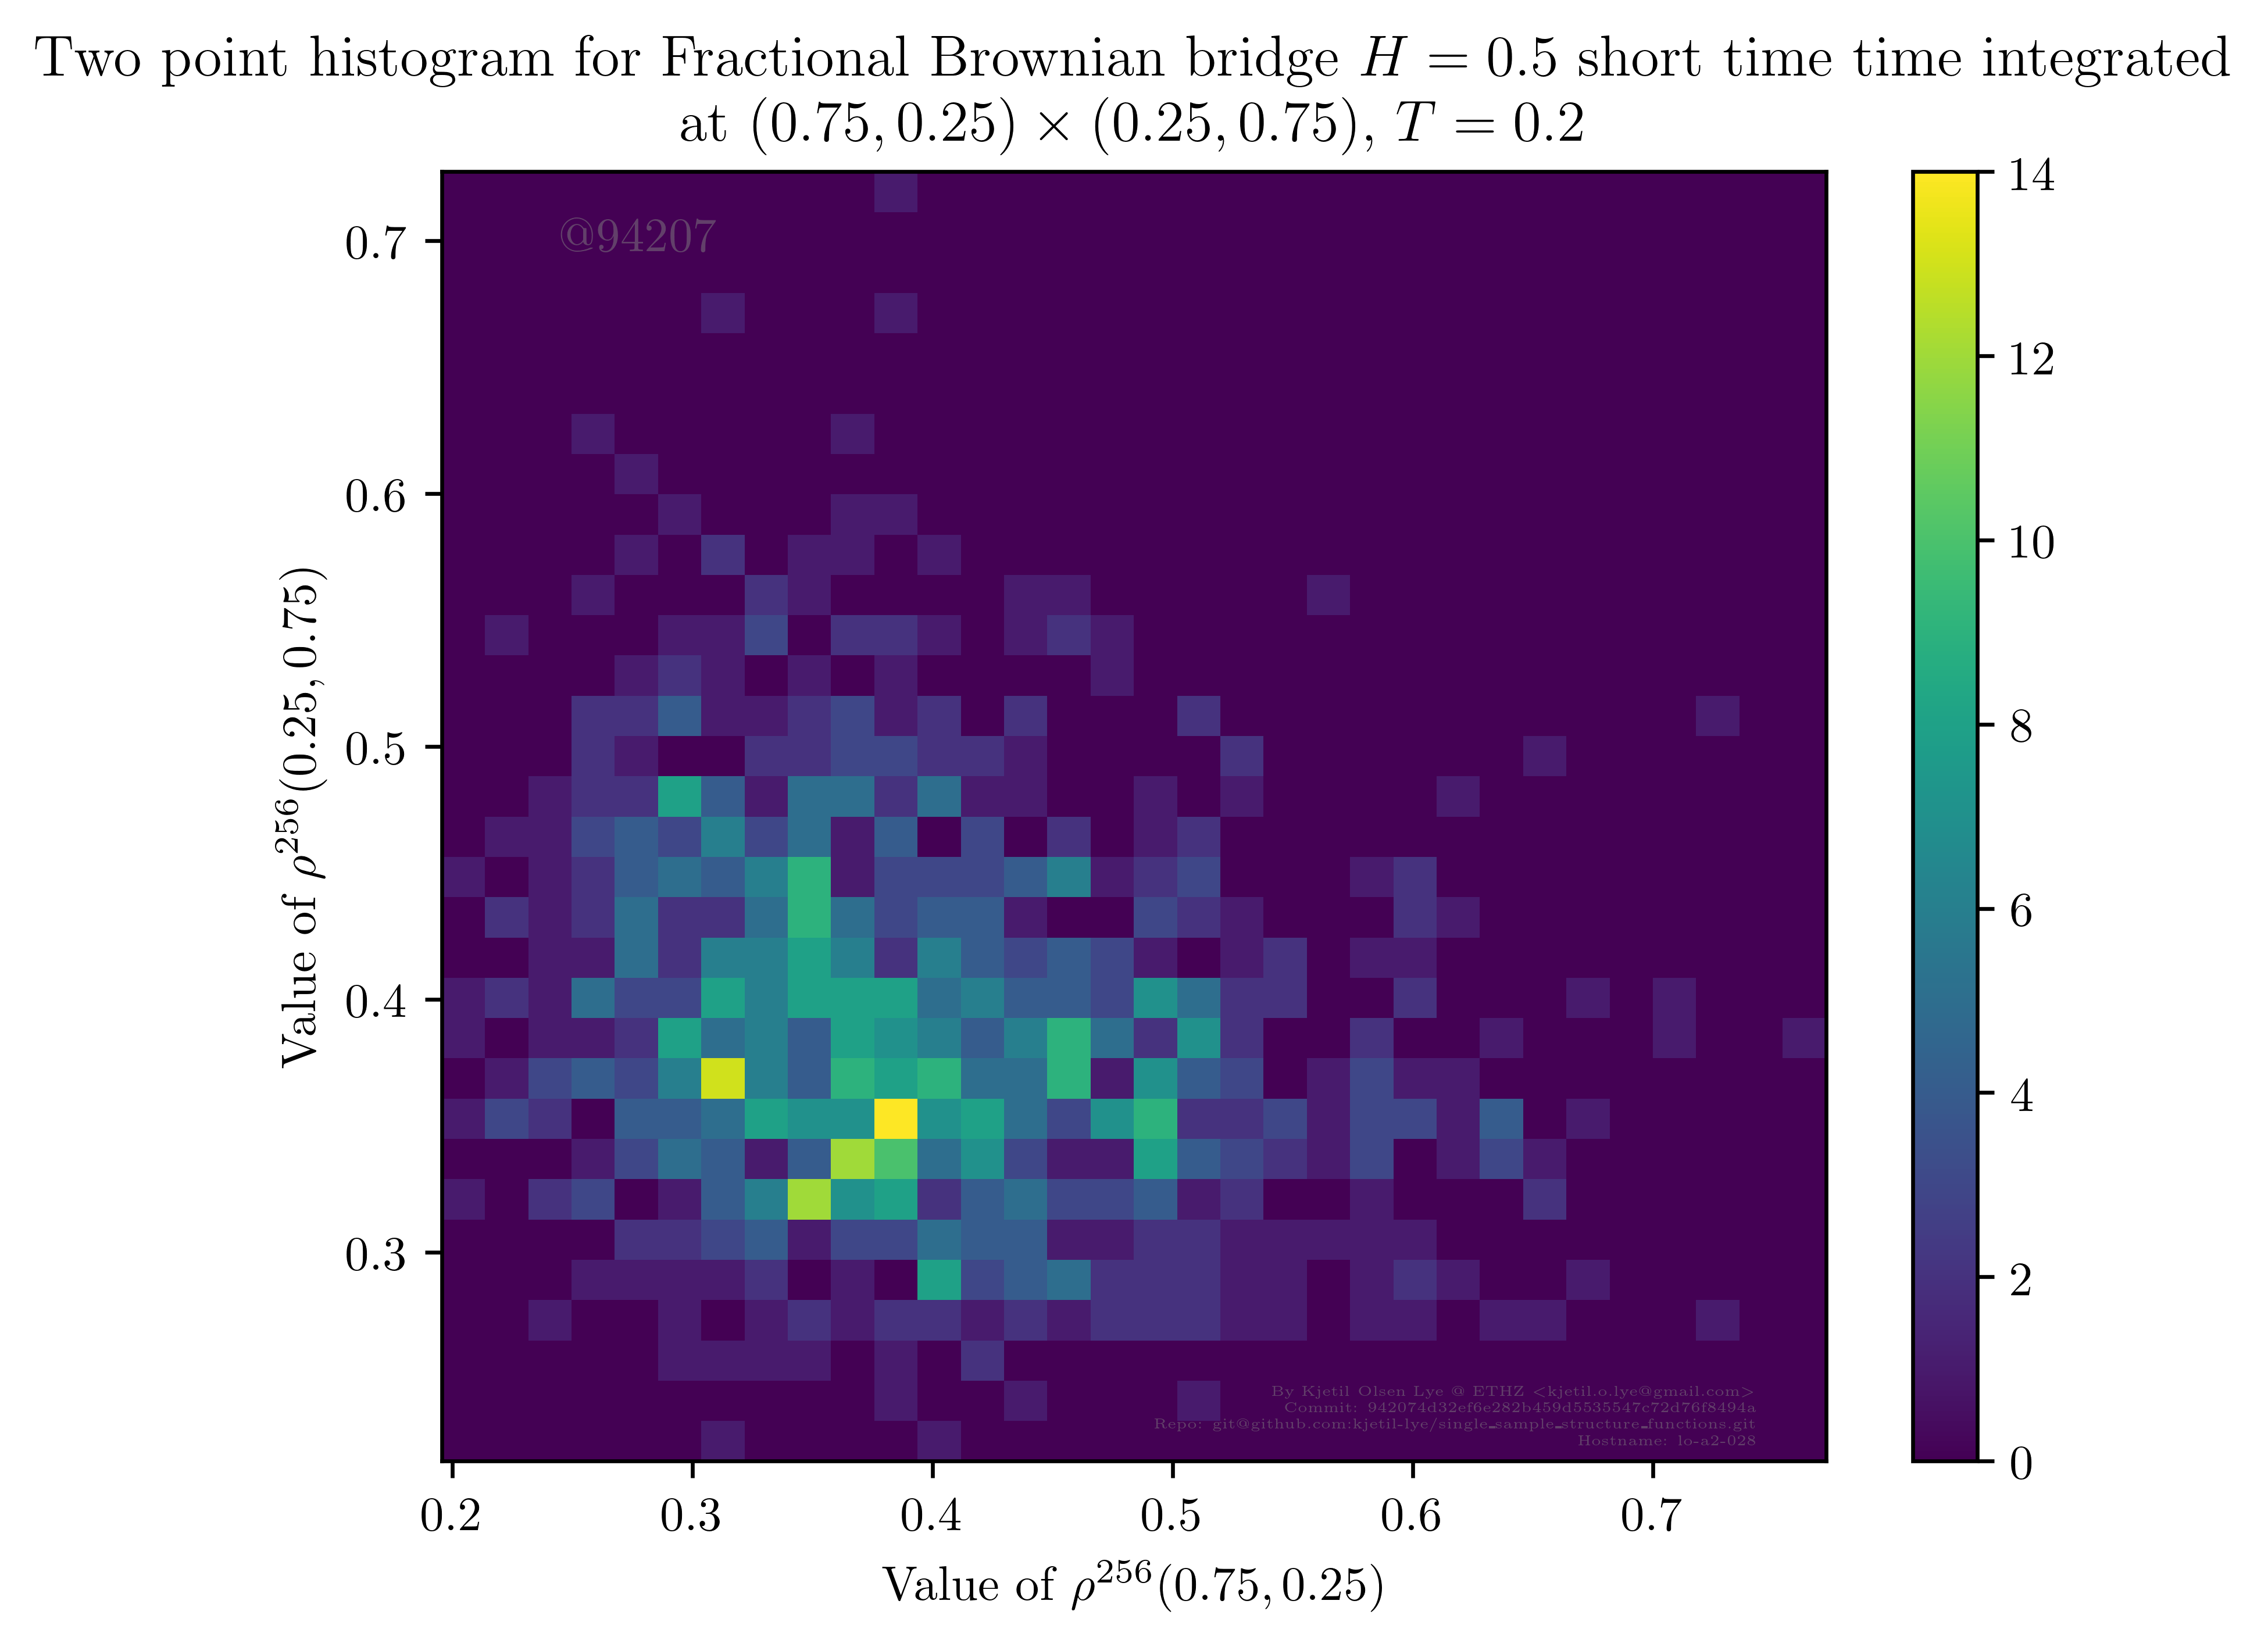 Two point histogram for Fractional Brownian bridge H = 0.5 short time time integrated
at (0.75, 0.25) × (0.25, 0.75), T = 0.2
@94207
0.7
0.6
0.5
0.4
0.3
Value of ρ^256(0.25, 0.75)
0.2 0.3 0.4 0.5 0.6 0.7
Value of ρ^256(0.75, 0.25)
14
12
10
8
6
4
2
0
By Kjetil Olsen Lye @ ETHZ <kjetil.o.lye@gmail.com>
Commit: 942074d32ef6e282b459d5535547c72d76f8494a
Repo: git@github.com:kjetil-lye/single_sample_structure_functions.git
Hostname: lo-a2-028